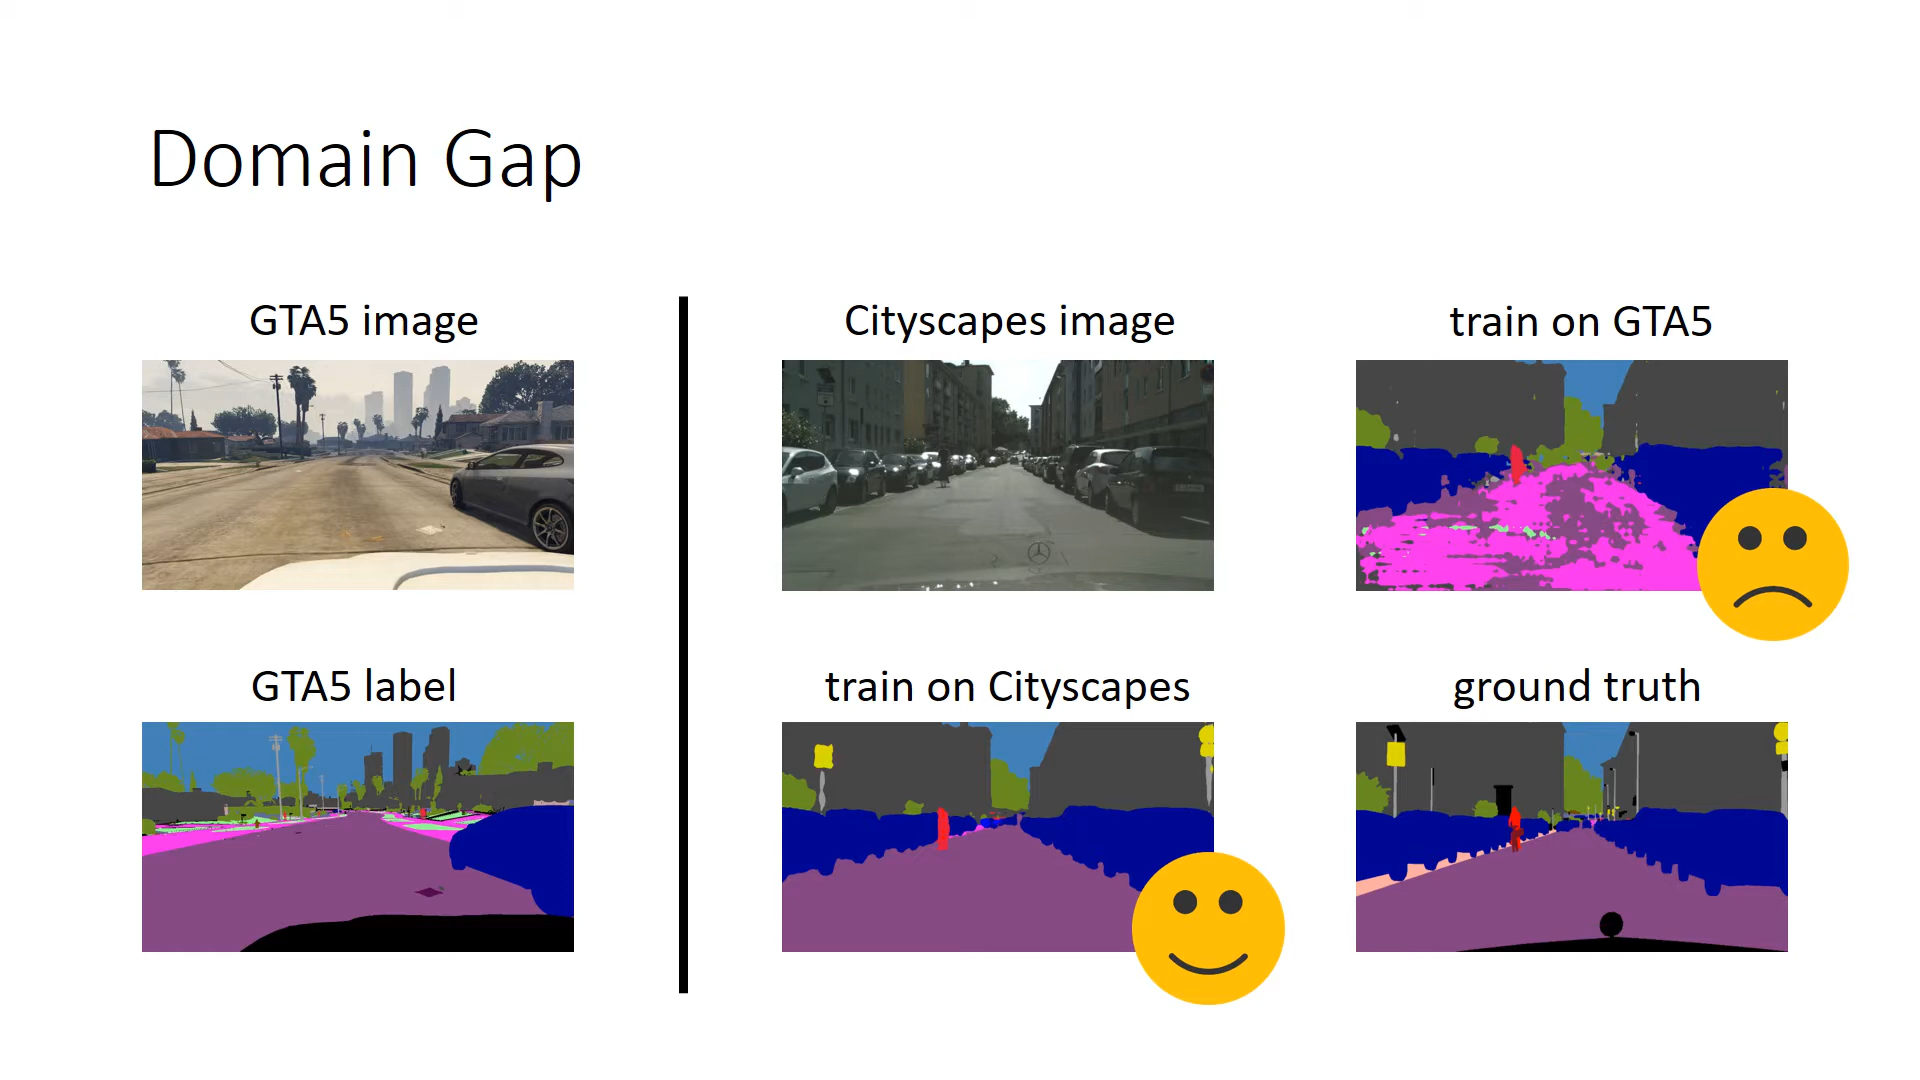 Domain Gap
GTA5 image
Cityscapes image
train on GTA5
GTA5 label
train on Cityscapes
ground truth